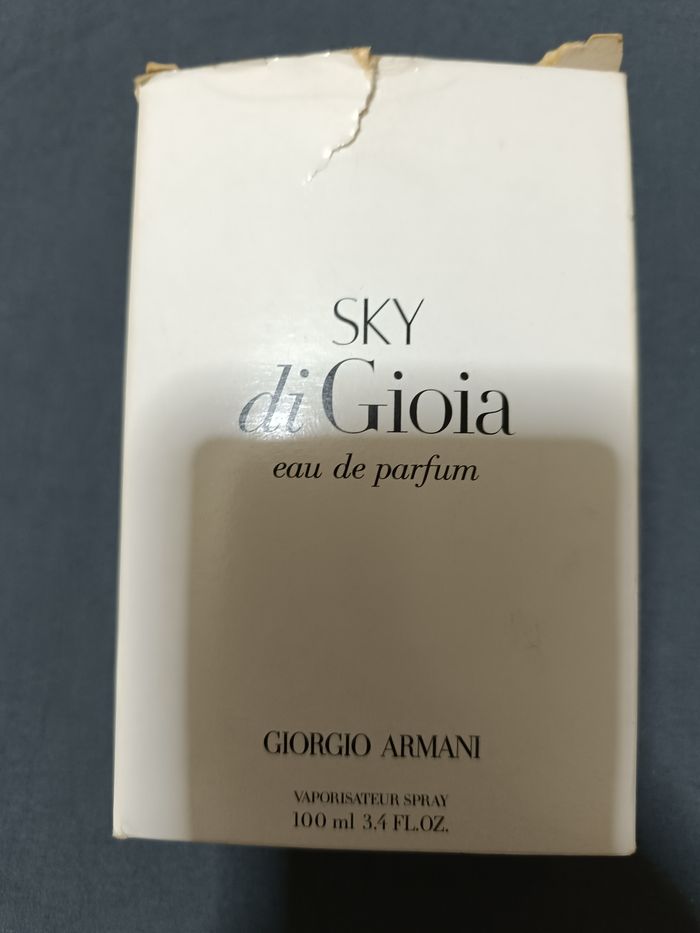 SKY
di Gioia
eau de parfum
GIORGIO ARMANI
VAPORISATEUR SPRAY
100 ml 3.4 FL.OZ.